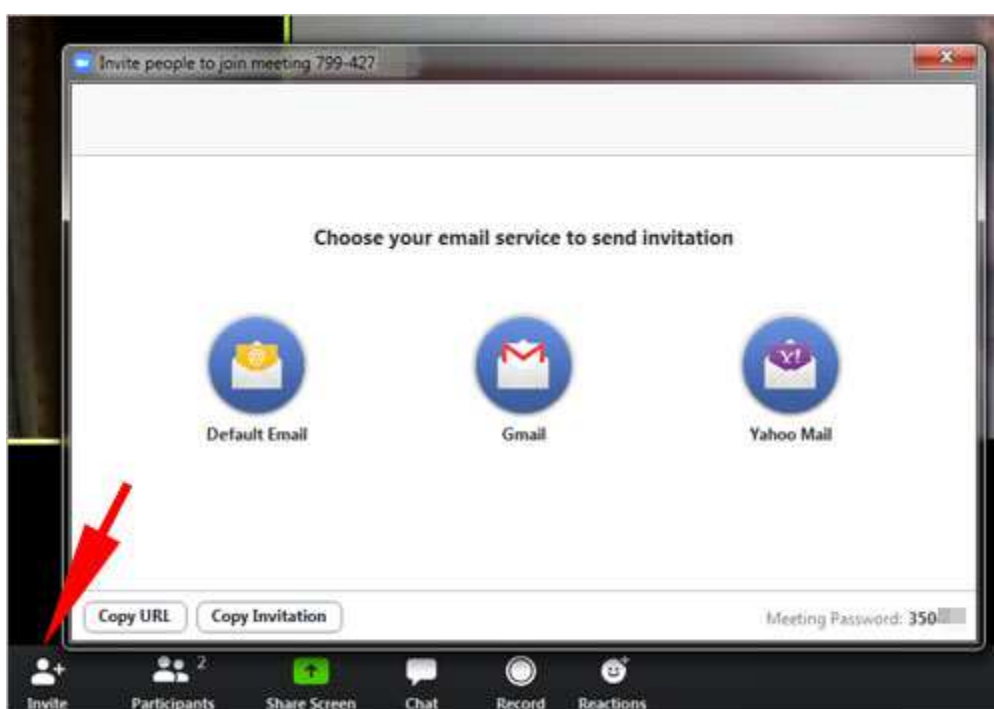 Invite people to join meeting 799-427
Choose your email service to send invitation
Default Email
Gmail
Yahoo Mail
Copy URL
Copy Invitation
Meeting Password: 350
2
Invite
Participants
Share Screen
Chat
Record
Reactions